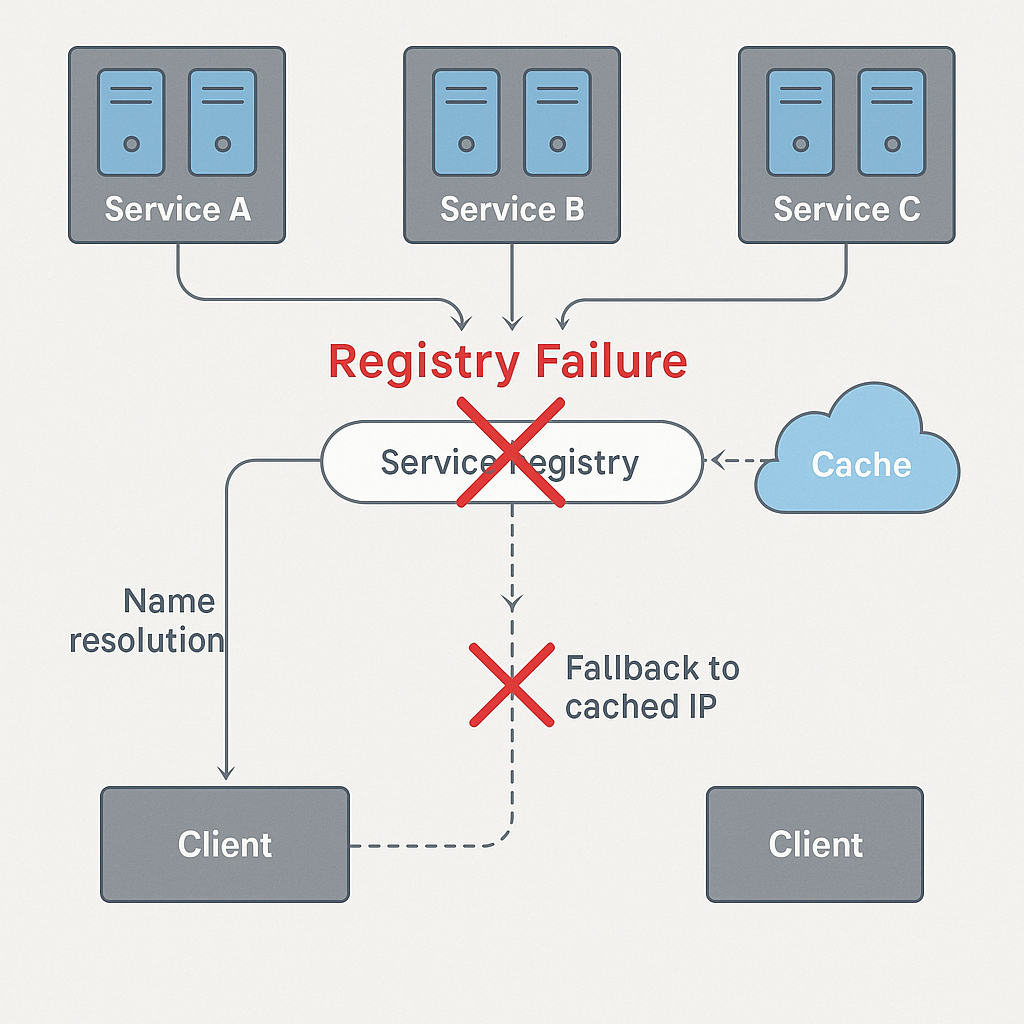 Service A
Service B
Service C
Registry Failure
Service Registry
Cache
Name
resolution
Fallback to
cached IP
Client
Client